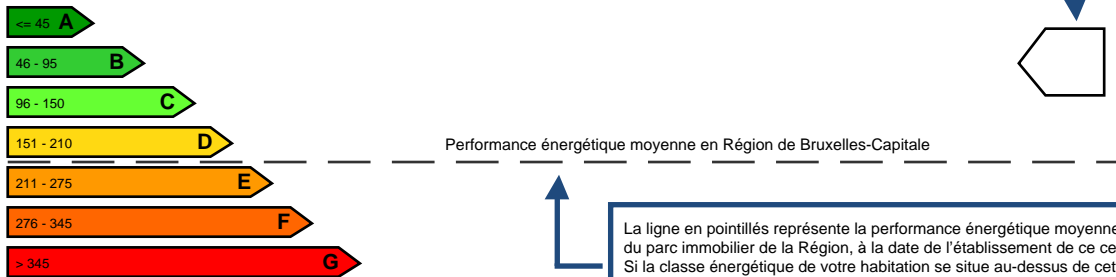 <= 45 A
46 - 95 B
96 - 150 C
151 - 210 D
Performance énergétique moyenne en Région de Bruxelles-Capitale
211 - 275 E
276 - 345 F
> 345 G
La ligne en pointillés représente la performance énergétique moyenne
du parc immobilier de la Région, à la date de l'établissement de ce ce
Si la classe énergétique de votre habitation se situe au-dessus de cet